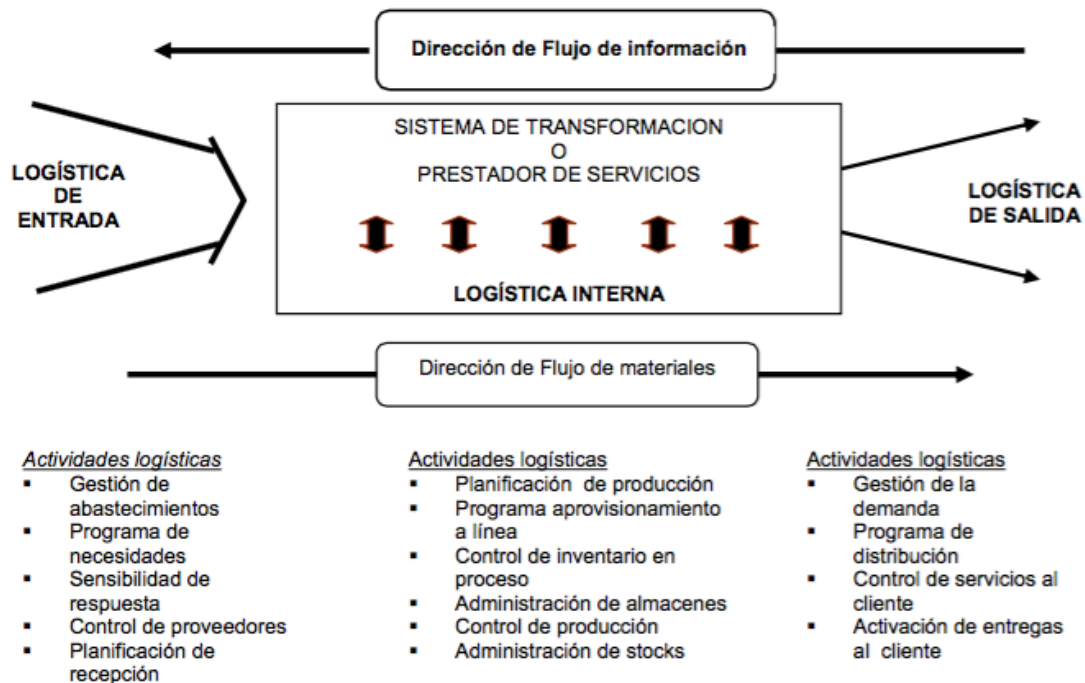 Dirección de Flujo de información
SISTEMA DE TRANSFORMACION
O
PRESTADOR DE SERVICIOS
LOGÍSTICA
DE
ENTRADA
LOGÍSTICA
DE SALIDA
LOGÍSTICA INTERNA
Dirección de Flujo de materiales
Actividades logísticas
▪ Gestión de
abastecimientos
▪ Programa de
necesidades
▪ Sensibilidad de
respuesta
▪ Control de proveedores
▪ Planificación de
recepción
Actividades logísticas
▪ Planificación de producción
▪ Programa aprovisionamiento
a línea
▪ Control de inventario en
proceso
▪ Administración de almacenes
▪ Control de producción
▪ Administración de stocks
Actividades logísticas
▪ Gestión de la
demanda
▪ Programa de
distribución
▪ Control de servicios al
cliente
▪ Activación de entregas
al cliente